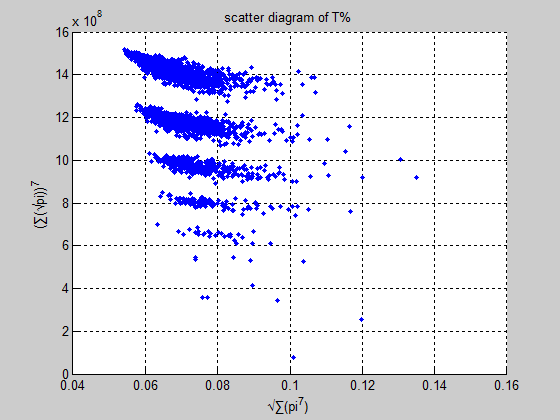 scatter diagram of T%
x 10^8
16
14
12
10
8
6
4
2
0
(∑(√pi))^7
0.04 0.06 0.08 0.1 0.12 0.14 0.16
√∑(pi^7)